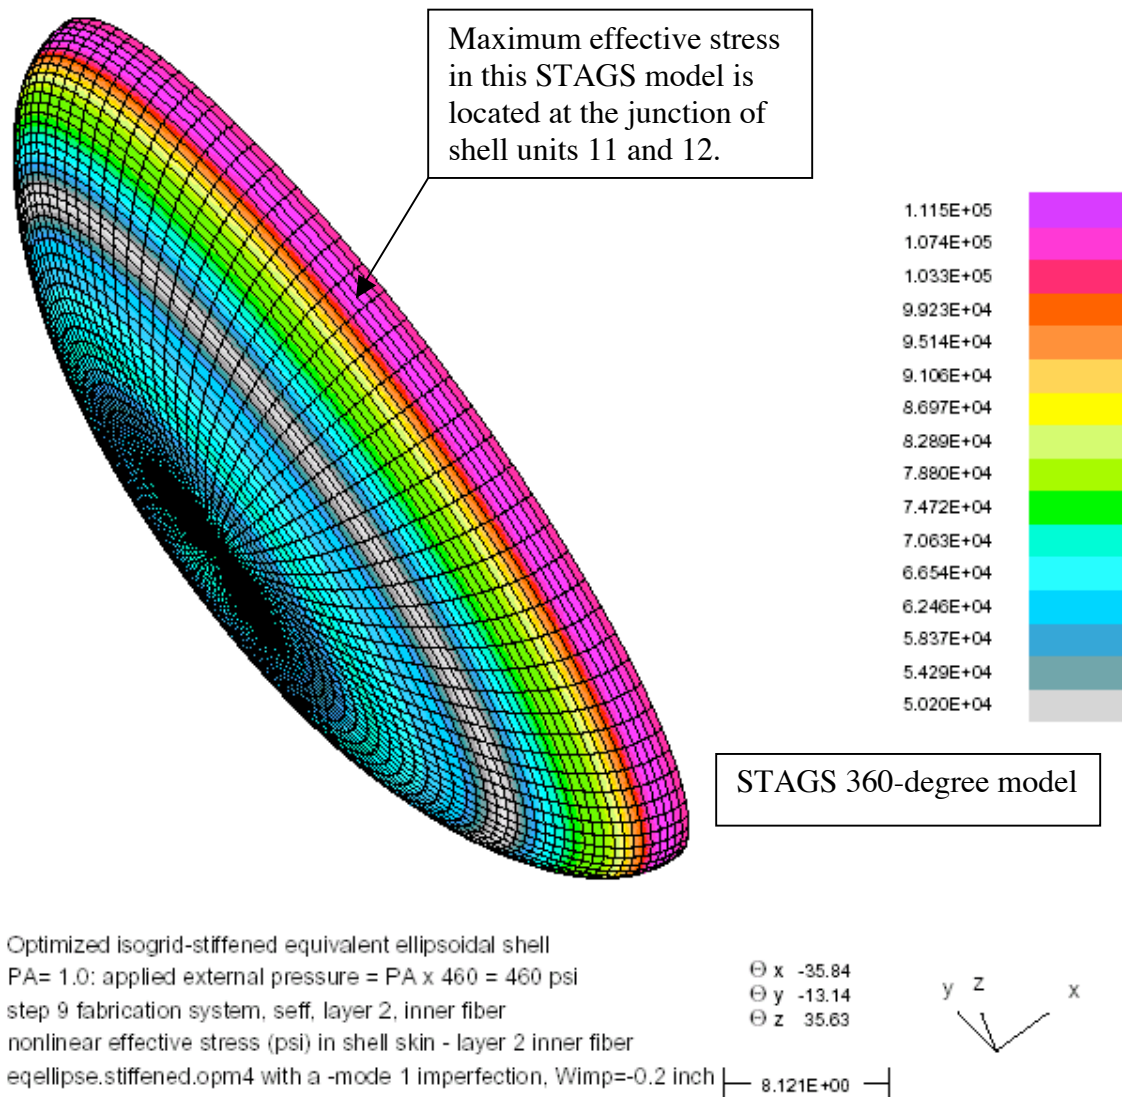 Maximum effective stress
in this STAGS model is
located at the junction of
shell units 11 and 12.
1.115E+05
1.074E+05
1.033E+05
9.923E+04
9.514E+04
9.106E+04
8.697E+04
8.289E+04
7.880E+04
7.472E+04
7.063E+04
6.654E+04
6.246E+04
5.837E+04
5.429E+04
5.020E+04
STAGS 360-degree model
Optimized isogrid-stiffened equivalent ellipsoidal shell
PA= 1.0: applied external pressure = PA x 460 = 460 psi
step 9 fabrication system, seff, layer 2, inner fiber
nonlinear effective stress (psi) in shell skin - layer 2 inner fiber
eqellipse.stiffened.opm4 with a -mode 1 imperfection, Wimp=-0.2 inch
Θ x -35.84
Θ y -13.14
Θ z 35.63
y z x
8.121E+00